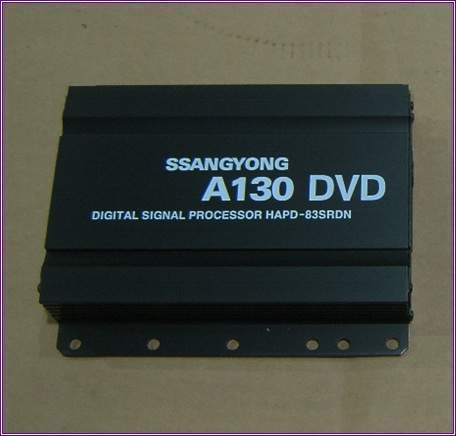 SSANGYONG
A130 DVD
DIGITAL SIGNAL PROCESSOR HAPD-83SRDN